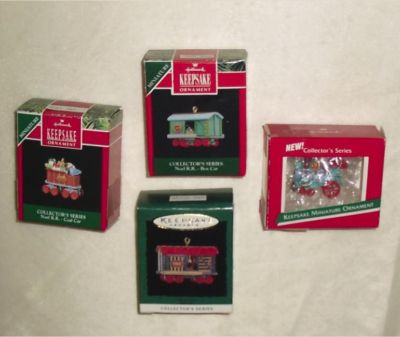 MINIATURE
Hallmark
KEEPSAKE
ORNAMENT
COLLECTOR'S SERIES
Noel R.R. - Box Car
MINIATURE
Hallmark
KEEPSAKE
ORNAMENT
COLLECTOR'S SERIES
Noel R.R. - Coal Car
NEW! Collector's Series
KEEPSAKE MINIATURE ORNAMENT
KEEPSAKE
COLLECTOR'S SERIES